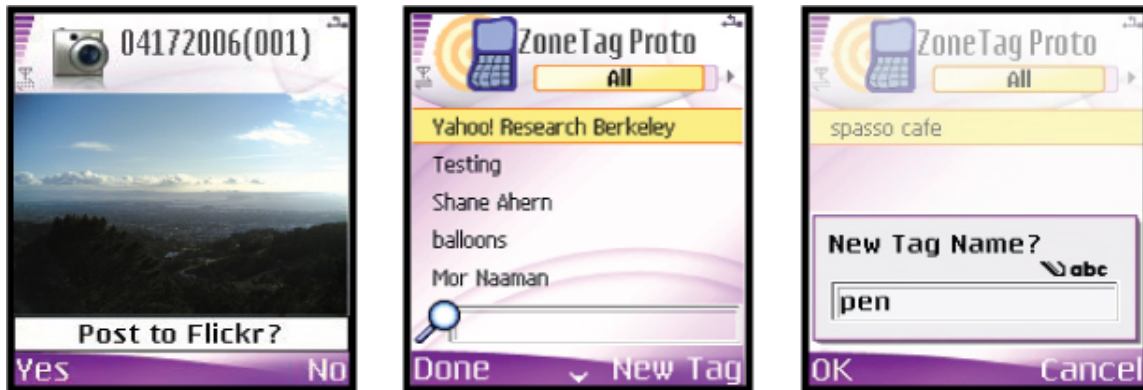 04172006(001)
Post to Flickr?
Yes No
ZoneTag Proto
All
Yahoo! Research Berkeley
Testing
Shane Ahern
balloons
Mor Naaman
Done New Tag
ZoneTag Proto
All
spasso cafe
New Tag Name?
abc
pen
OK Cancel